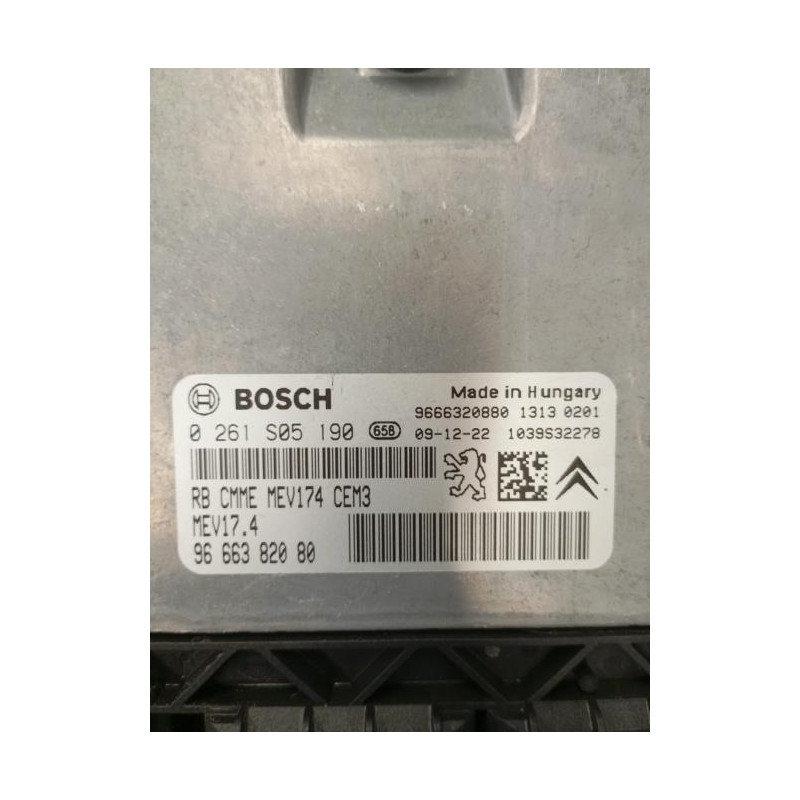 BOSCH
Made in Hungary
9666320880 1313 0201
0 261 S05 190 65B 09-12-22 1039S32278
RB CMME MEV174 CEM3
MEV17.4
96 663 820 80